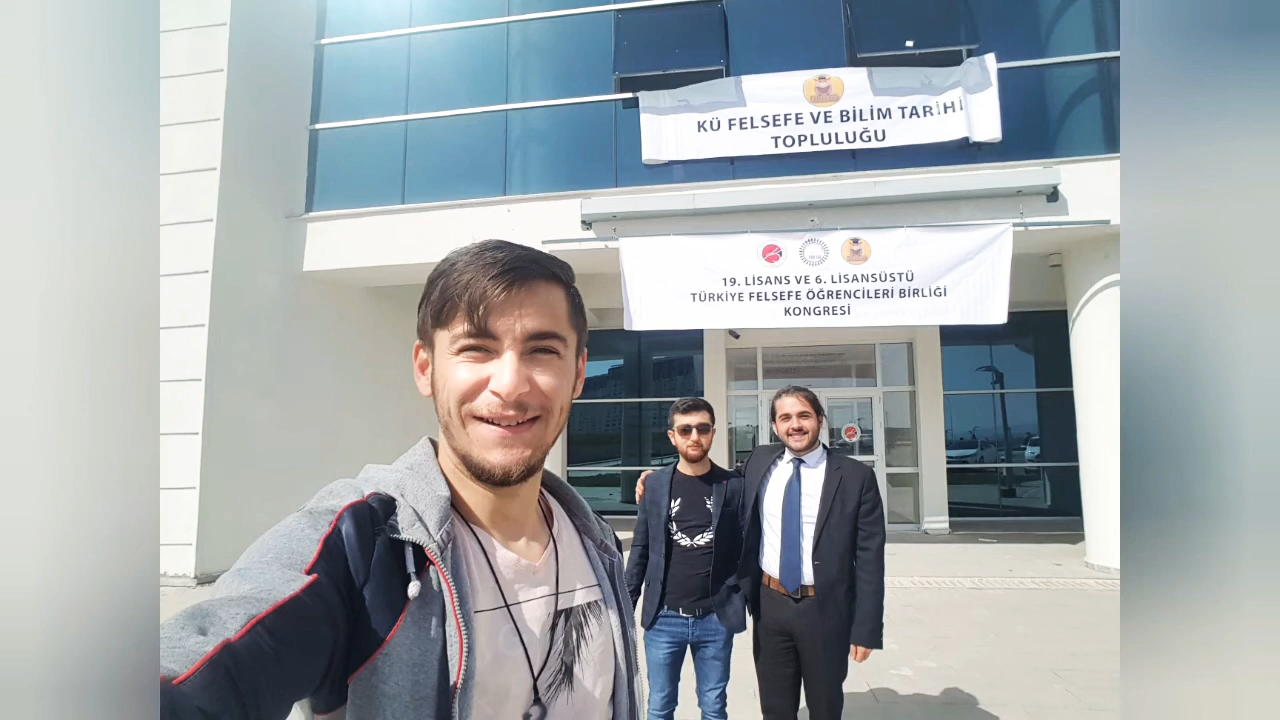 KÜ FELSEFE VE BİLİM TARİHİ
TOPLULUĞU
19. LİSANS VE 6. LİSANSÜSTÜ
TÜRKİYE FELSEFE ÖĞRENCİLERİ BİRLİĞİ
KONGRESİ